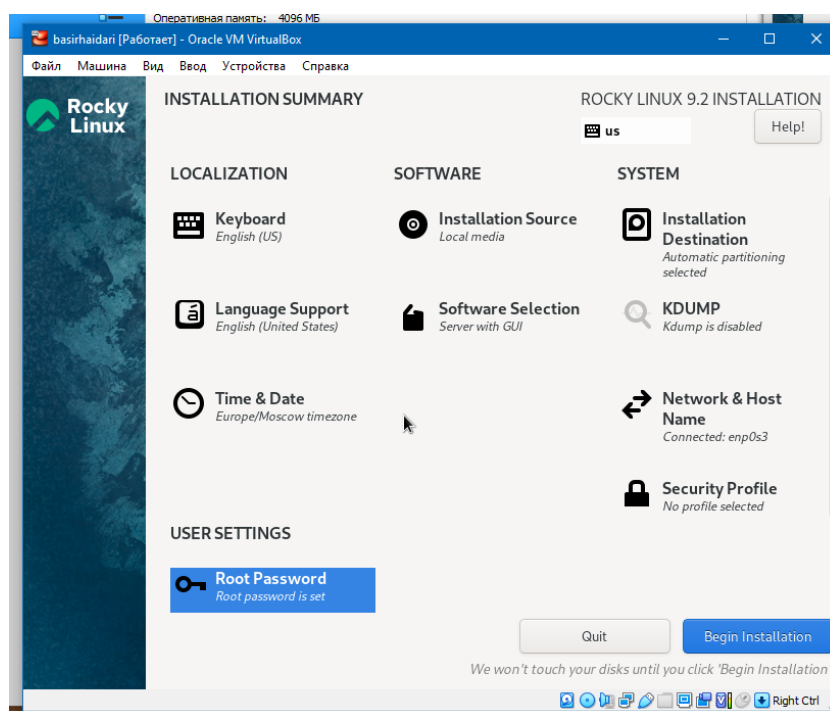 Оперативная память: 4096 МБ
basirhaidari [Работает] - Oracle VM VirtualBox
Файл Машина Вид Ввод Устройства Справка
Rocky
Linux
INSTALLATION SUMMARY
ROCKY LINUX 9.2 INSTALLATION
us
Help!
LOCALIZATION
Keyboard
English (US)
Language Support
English (United States)
Time & Date
Europe/Moscow timezone
SOFTWARE
Installation Source
Local media
Software Selection
Server with GUI
SYSTEM
Installation
Destination
Automatic partitioning
selected
KDUMP
Kdump is disabled
Network & Host
Name
Connected: enp0s3
Security Profile
No profile selected
USER SETTINGS
Root Password
Root password is set
Quit
Begin Installation
We won't touch your disks until you click 'Begin Installation
Right Ctrl